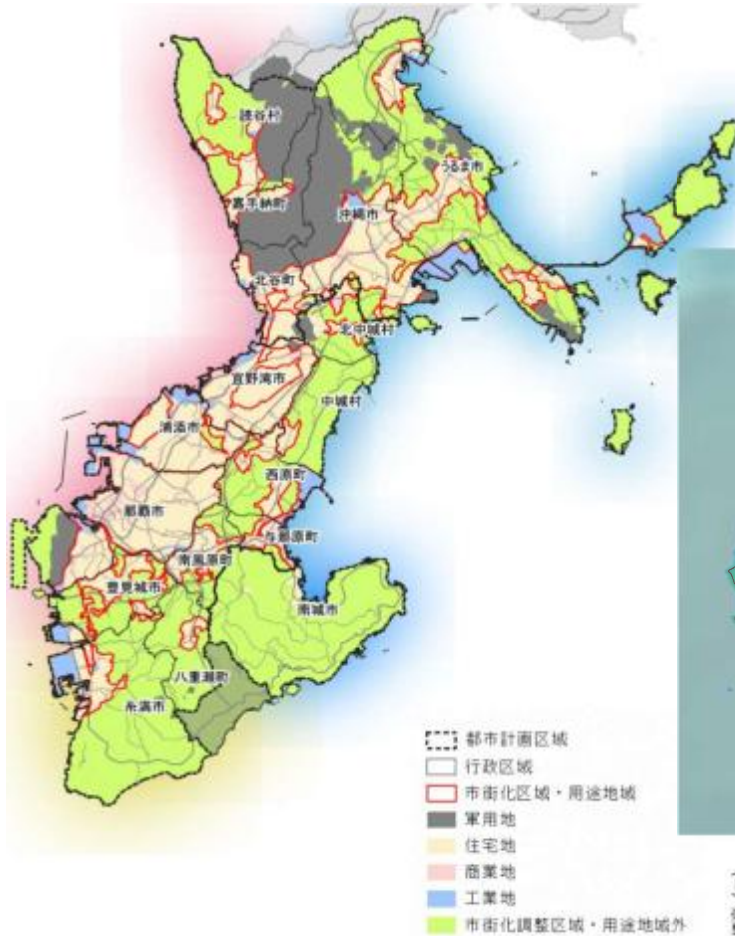 読谷村
うるま市
嘉手納町
沖縄市
北谷町
北中城村
宜野湾市
中城村
浦添市
西原町
那覇市
与那原町
南風原町
豊見城市
南城市
八重瀬町
糸満市
都市計画区域
行政区域
市街化区域・用途地域
軍用地
住宅地
商業地
工業地
市街化調整区域・用途地域外